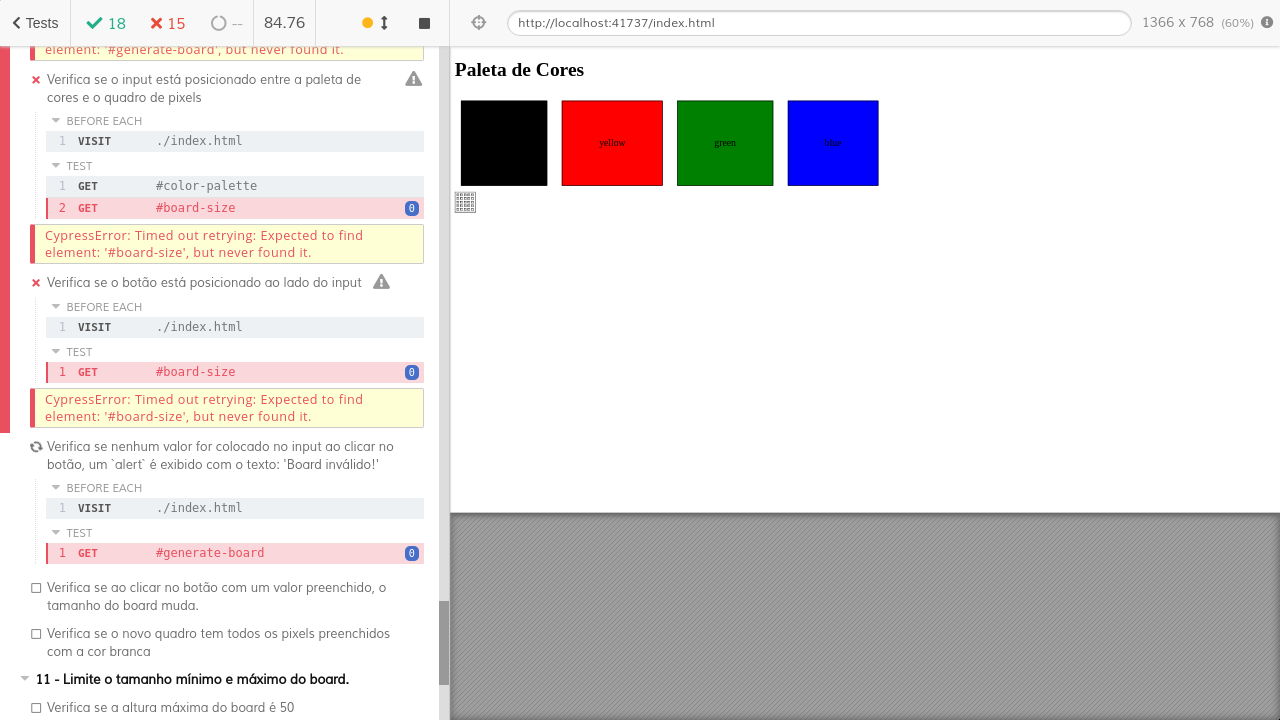 Tests 18 15 -- 84.76
http://localhost:41737/index.html 1366 x 768 (60%)
element: '#generate-board', but never found it.
Verifica se o input está posicionado entre a paleta de
cores e o quadro de pixels
BEFORE EACH
1 VISIT ./index.html
TEST
1 GET #color-palette
2 GET #board-size 0
CypressError: Timed out retrying: Expected to find
element: '#board-size', but never found it.
Verifica se o botão está posicionado ao lado do input
BEFORE EACH
1 VISIT ./index.html
TEST
1 GET #board-size 0
CypressError: Timed out retrying: Expected to find
element: '#board-size', but never found it.
Verifica se nenhum valor for colocado no input ao clicar no
botão, um `alert` é exibido com o texto: 'Board inválido!'
BEFORE EACH
1 VISIT ./index.html
TEST
1 GET #generate-board 0
Verifica se ao clicar no botão com um valor preenchido, o
tamanho do board muda.
Verifica se o novo quadro tem todos os pixels preenchidos
com a cor branca
11 - Limite o tamanho mínimo e máximo do board.
Verifica se a altura máxima do board é 50
Paleta de Cores
yellow green blue